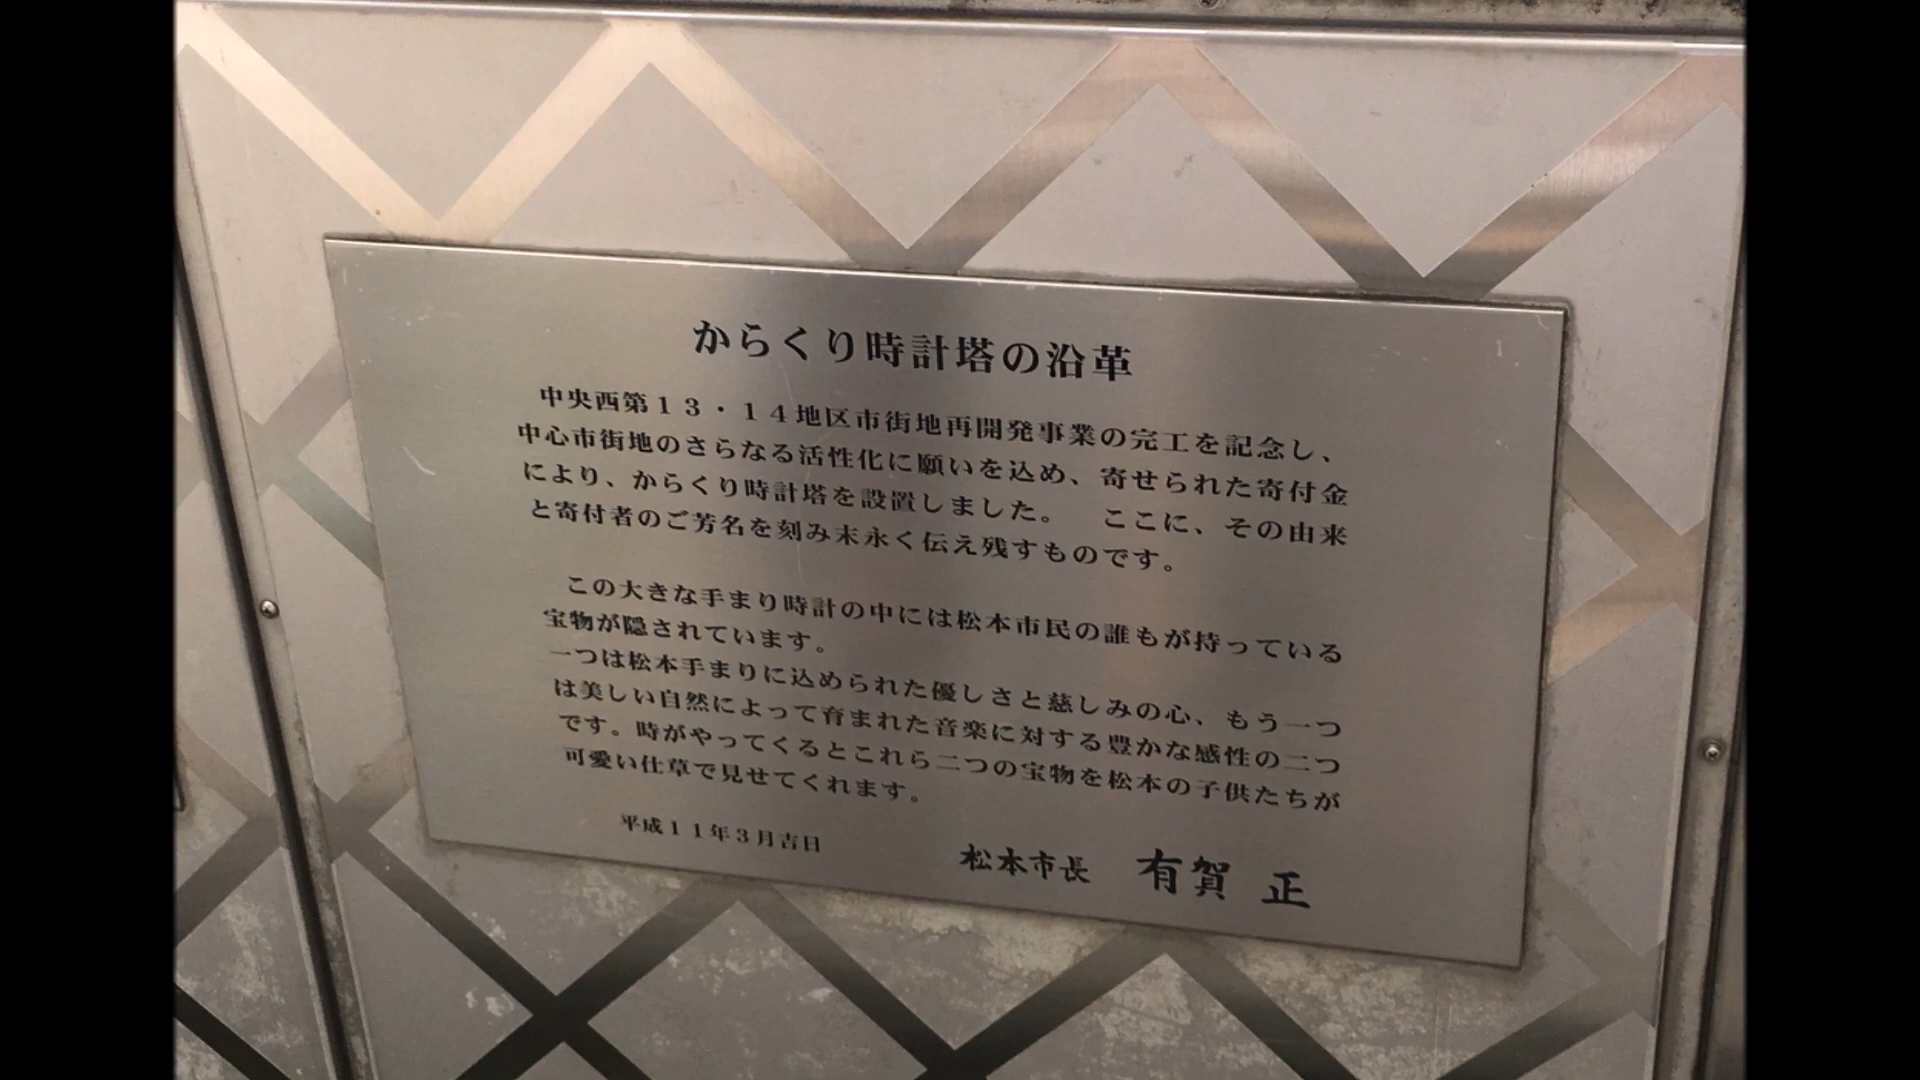 からくり時計塔の沿革
中央西第１３・１４地区市街地再開発事業の完工を記念し、
中心市街地のさらなる活性化に願いを込め、寄せられた寄付金
により、からくり時計塔を設置しました。　ここに、その由来
と寄付者のご芳名を刻み末永く伝え残すものです。
この大きな手まり時計の中には松本市民の誰もが持っている
宝物が隠されています。
一つは松本手まりに込められた優しさと慈しみの心、もう一つ
は美しい自然によって育まれた音楽に対する豊かな感性の二つ
です。時がやってくるとこれら二つの宝物を松本の子供たちが
可愛い仕草で見せてくれます。
平成１１年３月吉日
松本市長　有賀　正